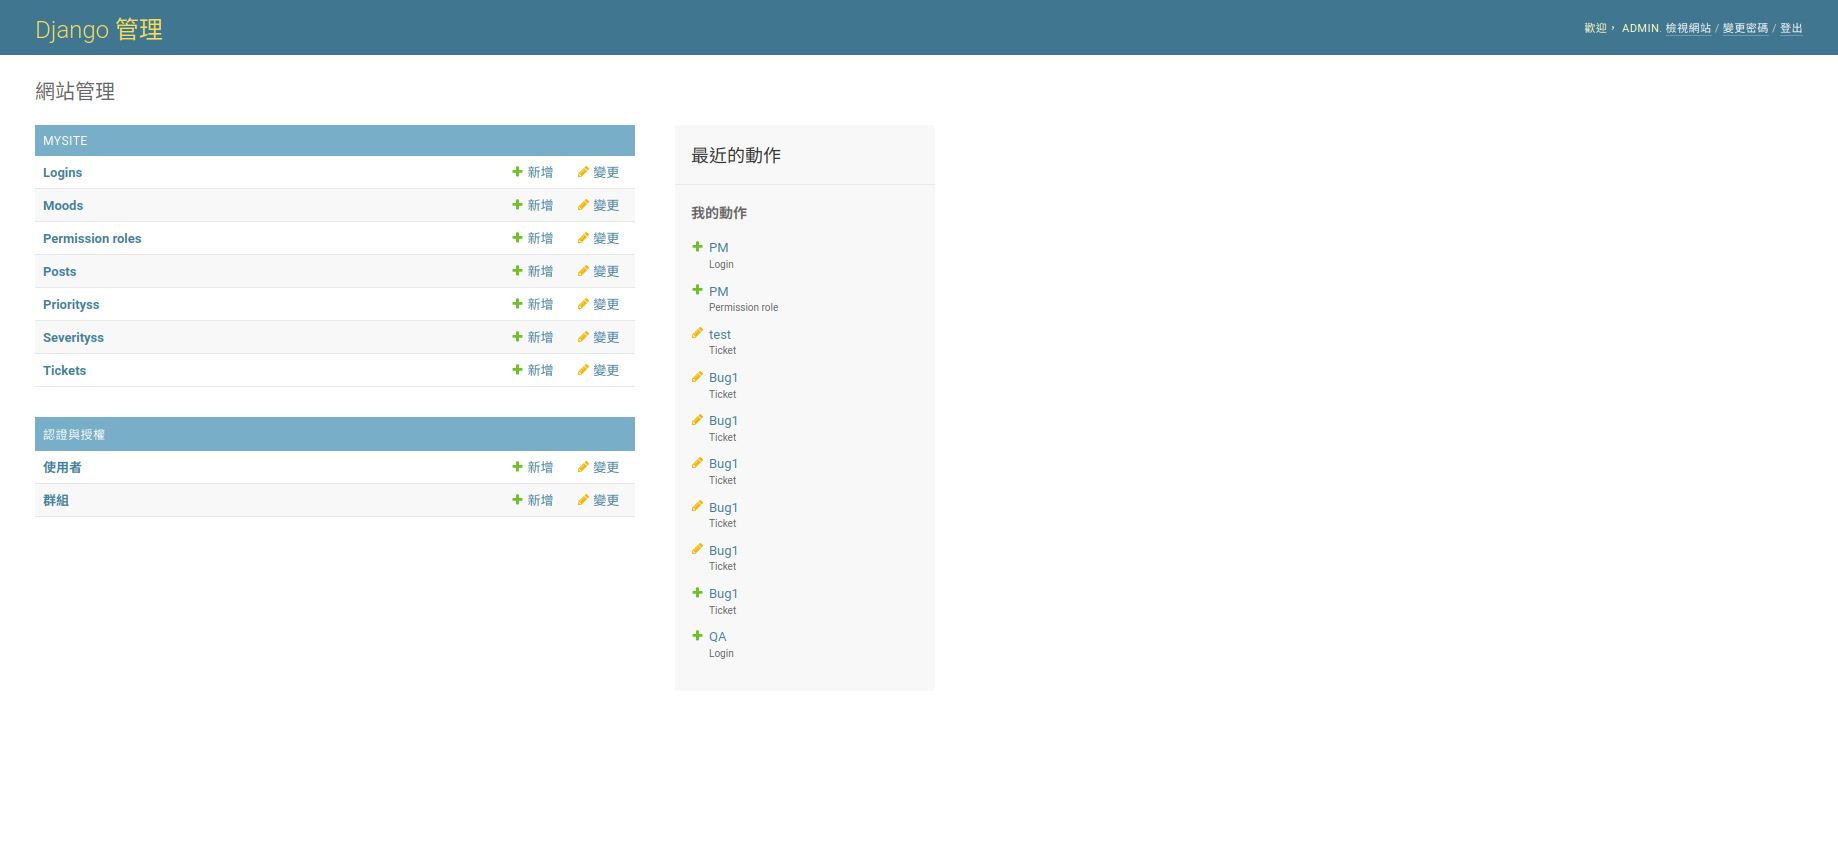 Django 管理
歡迎， ADMIN. 檢視網站 / 變更密碼 / 登出
網站管理
MYSITE
Logins 新增 變更
Moods 新增 變更
Permission roles 新增 變更
Posts 新增 變更
Prioritys​s 新增 變更
Severityss 新增 變更
Tickets 新增 變更
認證與授權
使用者 新增 變更
群組 新增 變更
最近的動作
我的動作
PM
Login
PM
Permission role
test
Ticket
Bug1
Ticket
Bug1
Ticket
Bug1
Ticket
Bug1
Ticket
Bug1
Ticket
Bug1
Ticket
QA
Login